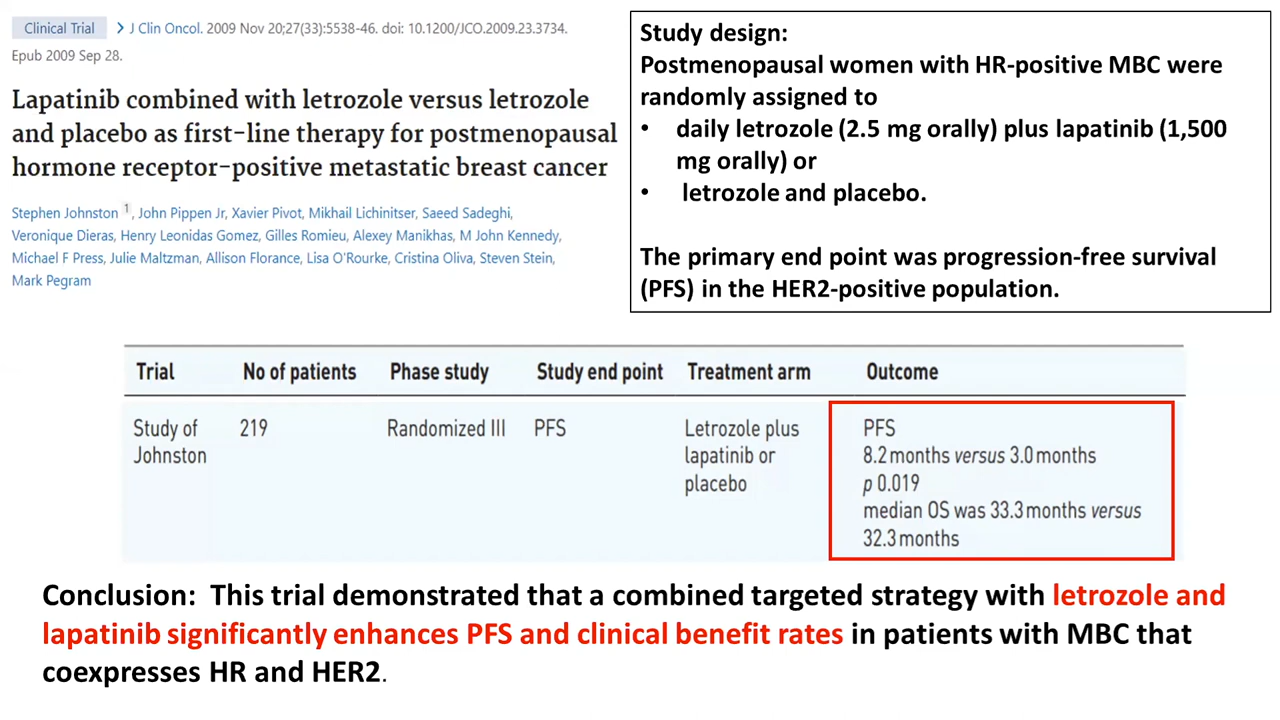 Clinical Trial > J Clin Oncol. 2009 Nov 20;27(33):5538-46. doi: 10.1200/JCO.2009.23.3734.
Epub 2009 Sep 28.
Lapatinib combined with letrozole versus letrozole
and placebo as first-line therapy for postmenopausal
hormone receptor-positive metastatic breast cancer
Stephen Johnston 1, John Pippen Jr, Xavier Pivot, Mikhail Lichinitser, Saeed Sadeghi,
Veronique Dieras, Henry Leonidas Gomez, Gilles Romieu, Alexey Manikhas, M John Kennedy,
Michael F Press, Julie Maltzman, Allison Florance, Lisa O'Rourke, Cristina Oliva, Steven Stein,
Mark Pegram
Study design:
Postmenopausal women with HR-positive MBC were
randomly assigned to
• daily letrozole (2.5 mg orally) plus lapatinib (1,500
mg orally) or
• letrozole and placebo.
The primary end point was progression-free survival
(PFS) in the HER2-positive population.
Trial No of patients Phase study Study end point Treatment arm Outcome
Study of 219 Randomized III PFS Letrozole plus PFS
Johnston lapatinib or 8.2 months versus 3.0 months
placebo p 0.019
median OS was 33.3 months versus
32.3 months
Conclusion: This trial demonstrated that a combined targeted strategy with letrozole and
lapatinib significantly enhances PFS and clinical benefit rates in patients with MBC that
coexpresses HR and HER2.